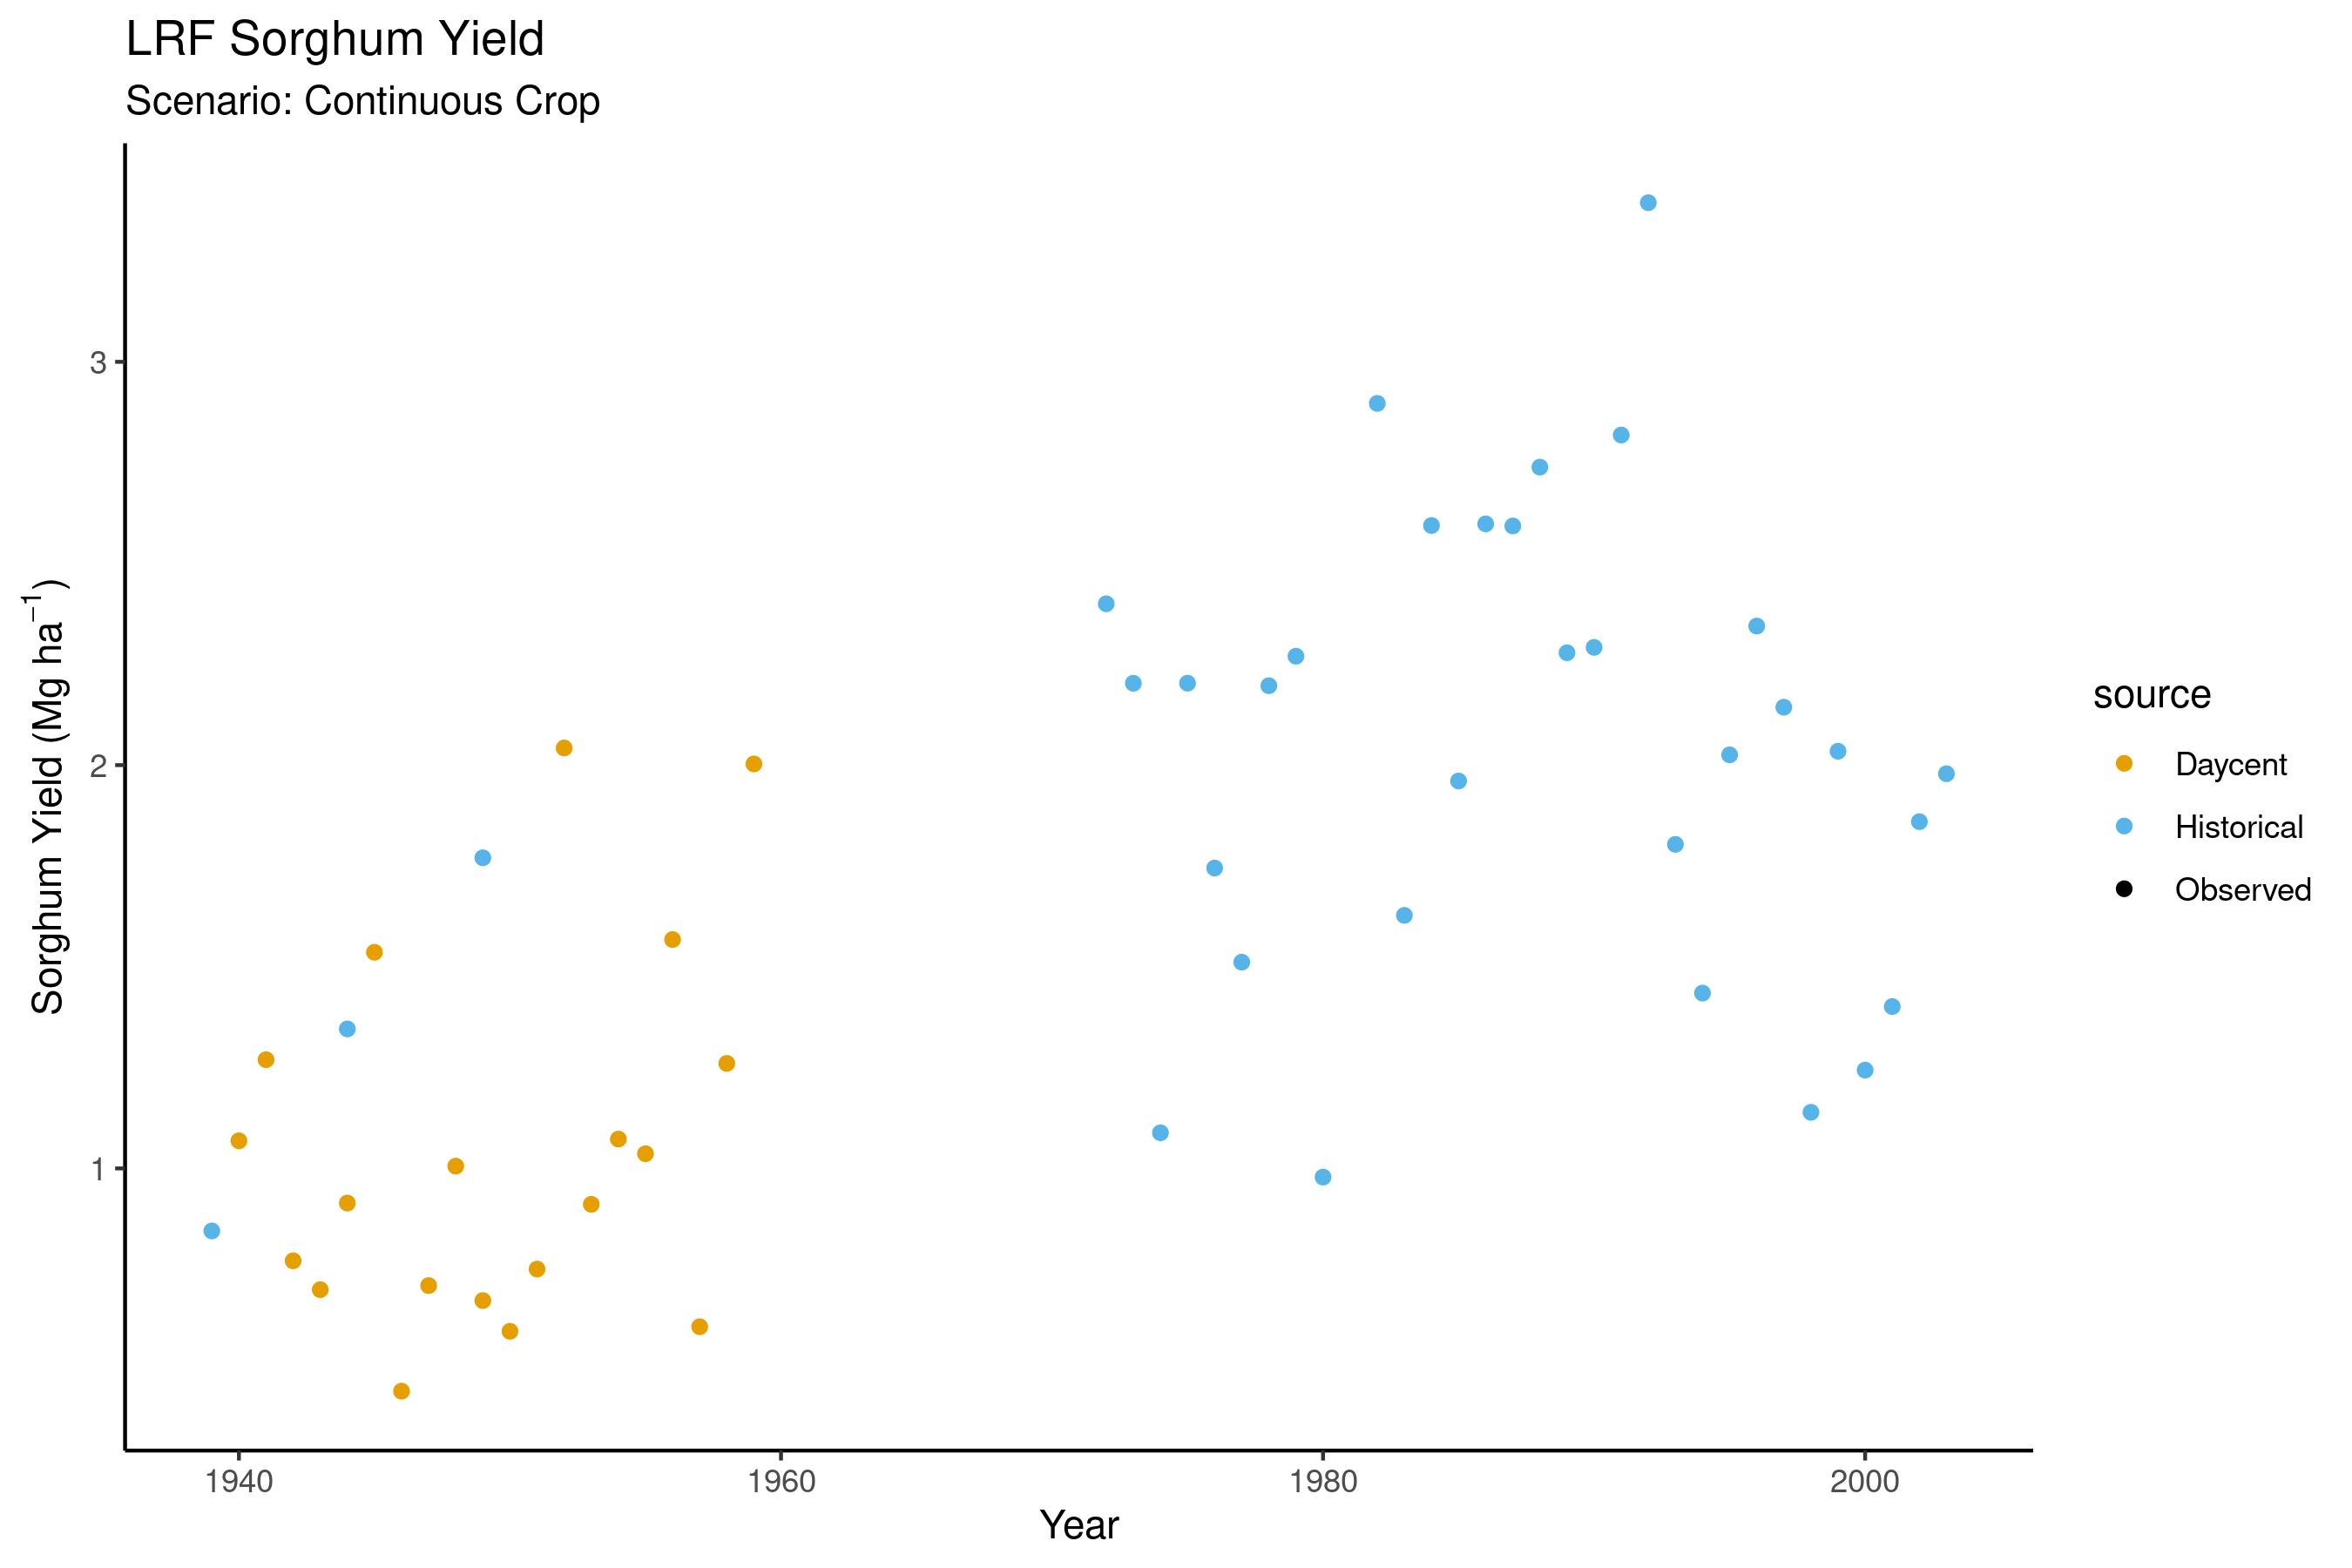 LRF Sorghum Yield
Scenario: Continuous Crop
3
2
1
Sorghum Yield (Mg ha⁻¹)
1940
1960
1980
2000
Year
source
Daycent
Historical
Observed